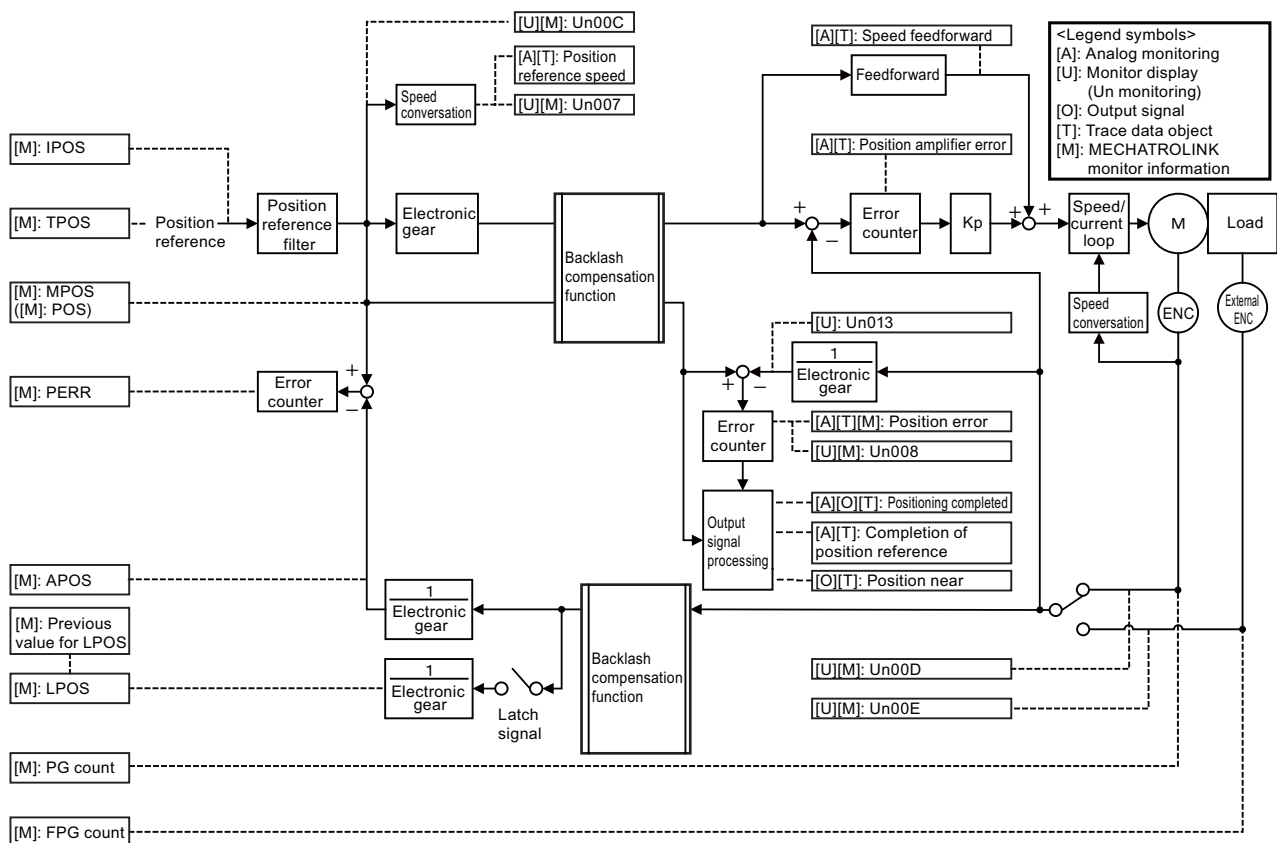 [U][M]: Un00C
[A][T]: Position
reference speed
[U][M]: Un007
Speed
conversation
[A][T]: Speed feedforward
Feedforward
<Legend symbols>
[A]: Analog monitoring
[U]: Monitor display
(Un monitoring)
[O]: Output signal
[T]: Trace data object
[M]: MECHATROLINK
monitor information
[M]: IPOS
[M]: TPOS
Position
reference
Position
reference
filter
Electronic
gear
Backlash
compensation
function
[A][T]: Position amplifier error
+
−
Error
counter
Kp
+
+
Speed/
current
loop
M
Load
Speed
conversation
ENC
External
ENC
[M]: MPOS
([M]: POS)
[M]: PERR
Error
counter
+
−
[U]: Un013
1
Electronic
gear
+
−
Error
counter
[A][T][M]: Position error
[U][M]: Un008
Output
signal
processing
[A][O][T]: Positioning completed
[A][T]: Completion of
position reference
[O][T]: Position near
[M]: APOS
1
Electronic
gear
[M]: Previous
value for LPOS
[M]: LPOS
1
Electronic
gear
Latch
signal
Backlash
compensation
function
[U][M]: Un00D
[U][M]: Un00E
[M]: PG count
[M]: FPG count